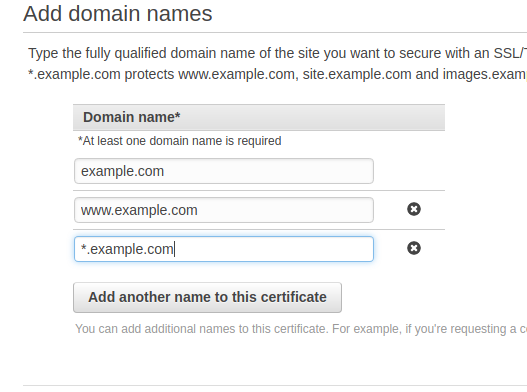 Add domain names
Type the fully qualified domain name of the site you want to secure with an SSL/
*.example.com protects www.example.com, site.example.com and images.exam
Domain name*
*At least one domain name is required
example.com
www.example.com
*.example.com
Add another name to this certificate
You can add additional names to this certificate. For example, if you're requesting a c